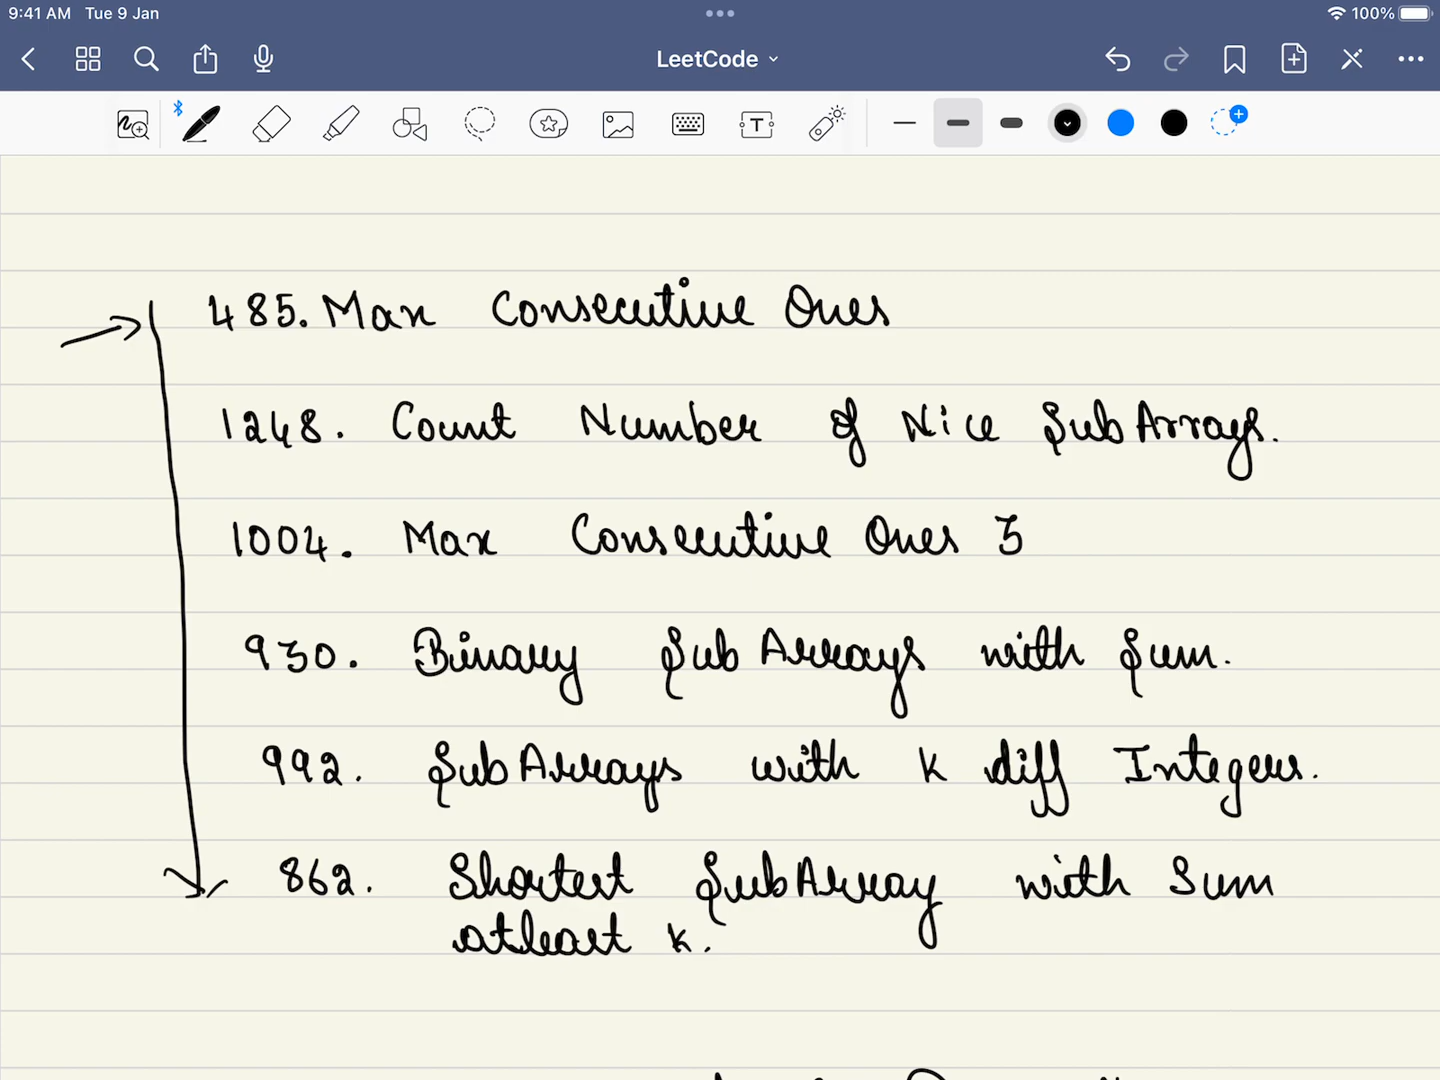 9:41 AM Tue 9 Jan
100%
LeetCode
T
485. Max Consecutive Ones
1248. Count Number of Nice SubArrays.
1004. Max Consecutive Ones 3
930. Binary SubArrays with Sum.
992. SubArrays with k diff Integers.
862. Shortest SubArray with Sum
atleast k.